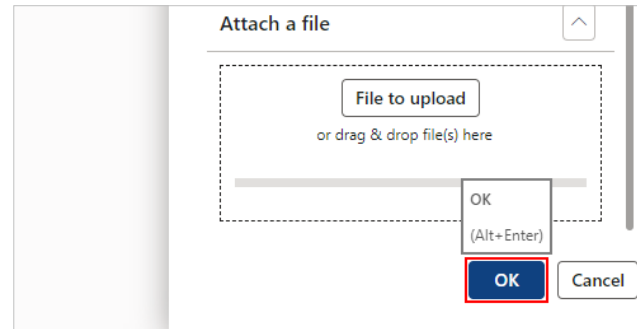 Attach a file
File to upload
or drag & drop file(s) here
OK
(Alt+Enter)
OK
Cancel